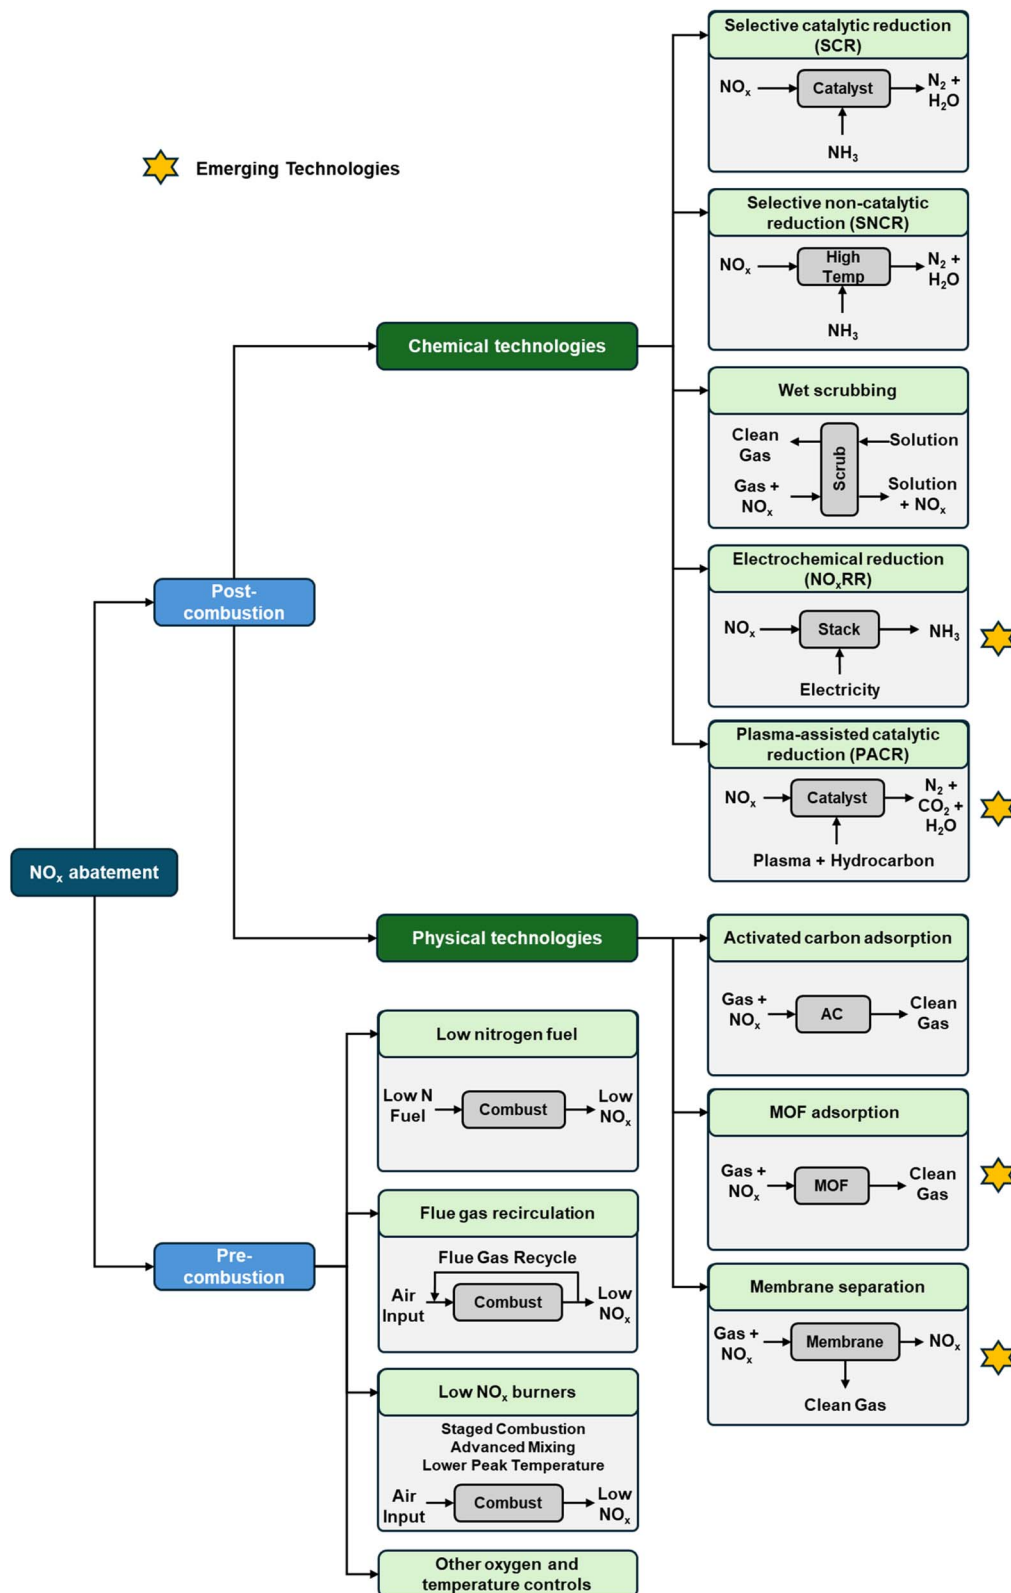 Emerging Technologies
NOₓ abatement
Post-
combustion
Chemical technologies
Selective catalytic reduction
(SCR)
NOₓ
Catalyst
N₂ +
H₂O
NH₃
Selective non-catalytic
reduction (SNCR)
NOₓ
High
Temp
N₂ +
H₂O
NH₃
Wet scrubbing
Clean
Gas
Scrub
Solution
Gas +
NOₓ
Solution
+ NOₓ
Electrochemical reduction
(NOₓRR)
NOₓ
Stack
NH₃
Electricity
Plasma-assisted catalytic
reduction (PACR)
NOₓ
Catalyst
N₂ +
CO₂ +
H₂O
Plasma + Hydrocarbon
Physical technologies
Activated carbon adsorption
Gas +
NOₓ
AC
Clean
Gas
MOF adsorption
Gas +
NOₓ
MOF
Clean
Gas
Membrane separation
Gas +
NOₓ
Membrane
NOₓ
Clean Gas
Pre-
combustion
Low nitrogen fuel
Low N
Fuel
Combust
Low
NOₓ
Flue gas recirculation
Flue Gas Recycle
Air
Input
Combust
Low
NOₓ
Low NOₓ burners
Staged Combustion
Advanced Mixing
Lower Peak Temperature
Air
Input
Combust
Low
NOₓ
Other oxygen and
temperature controls